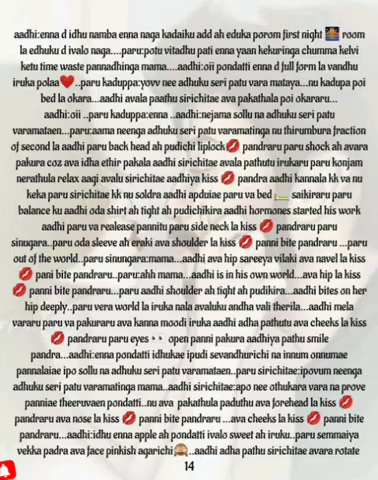 aadhi:enna d idhu namba enna naga kadaiku add ah eduka porom first night 🌉 room
la edhuku d ivalo naga....paru:potu vitadhu pati enna yaan kekuringa chumma kelvi
ketu time waste pannadhinga mama....aadhi:oii pondatti enna d full form la vandhu
iruka polaa❤️..paru kaduppa:yovv nee adhuku seri patu vara mataya...nu kadupa poi
bed la okara...aadhi avala paathu sirichitae ava pakathala poi okararu...
aadhi:oii ..paru kaduppa:enna ..aadhi:nejama sollu na adhuku seri patu
varamataen...paru:aama neenga adhuku seri patu varamatinga nu thirumbura fraction
of second la aadhi paru back head ah pudichi liplock💋 pandraru paru shock ah avara
pakura coz ava idha ethir pakala aadhi sirichitae avala pathutu irukaru paru konjam
nerathula relax aagi avalu sirichitae aadhiya kiss 💋 pandra aadhi kannala kk va nu
keka paru sirichitae kk nu soldra aadhi apduiae paru va bed 🛏️ saikiraru paru
balance ku aadhi oda shirt ah tight ah pudichikira aadhi hormones started his work
aadhi paru va realease pannitu paru side neck la kiss 💋 pandraru paru
sinugara..paru oda sleeve ah eraki ava shoulder la kiss 💋 panni bite pandraru ...paru
out of the world..paru sinungara:mama...aadhi ava hip sareeya vilaki ava navel la kiss
💋 pani bite pandraru...paru:ahh mama...aadhi is in his own world...ava hip la kiss
💋 panni bite pandraru...paru aadhi shoulder ah tight ah pudikira...aadhi bites on her
hip deeply..paru vera world la iruka nala avaluku andha vali therila...aadhi mela
vararu paru va pakuraru ava kanna moodi iruka aadhi adha pathutu ava cheeks la kiss
💋 pandraru paru eyes 👀 open panni pakura aadhiya pathu smile
pandra...aadhi:enna pondatti idhukae ipudi sevandhurichi na innum onnumae
pannalaiae ipo sollu na adhuku seri patu varamataen..paru sirichitae:ipovum neenga
adhuku seri patu varamatinga mama..aadhi sirichitae:apo nee othukara vara na prove
panniae theeruvaen pondatti..nu ava pakathula paduthu ava forehead la kiss 💋
pandraru ava nose la kiss 💋 panni bite pandraru ...ava cheeks la kiss 💋 panni bite
pandraru...aadhi:idhu enna apple ah pondatti ivalo sweet ah iruku..paru semmaiya
vekka padra ava face pinkish agarichi🙈..aadhi adha pathu sirichitae avara rotate
14